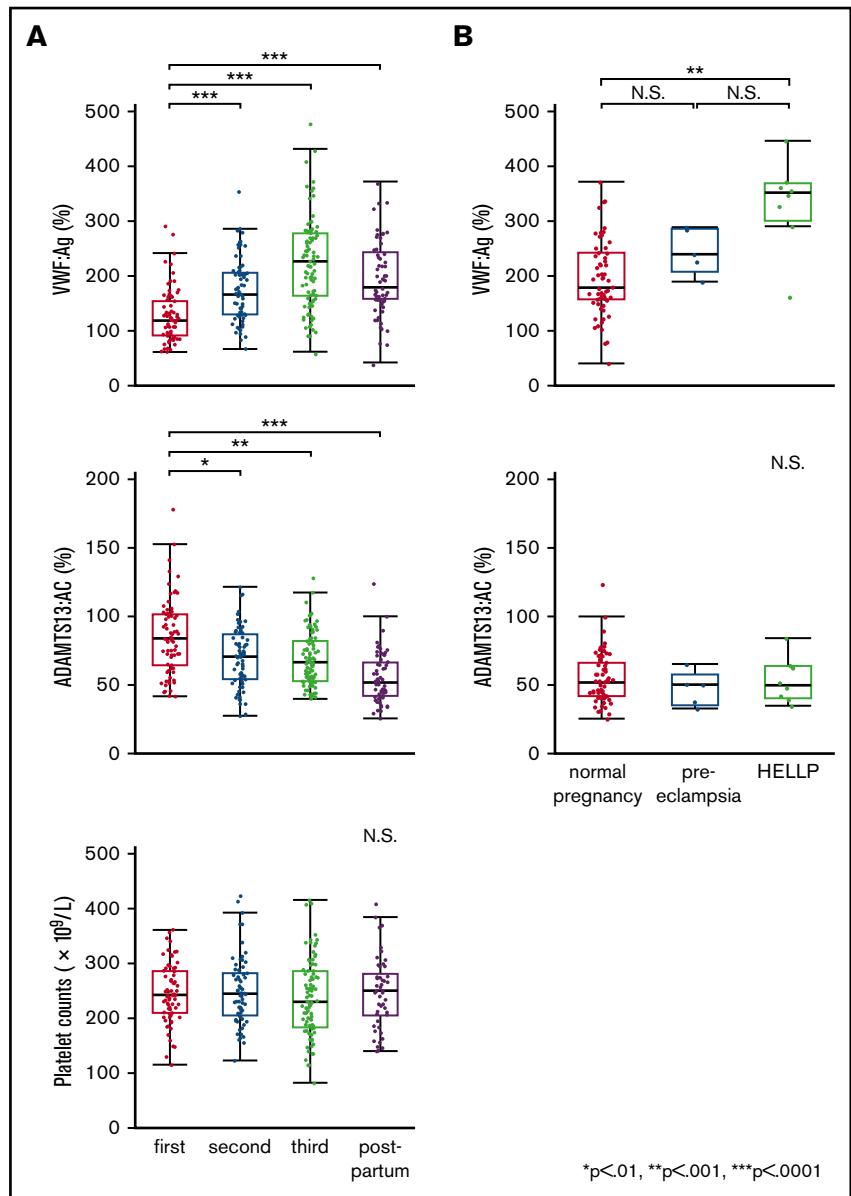 A
***
***
***
VWF:Ag (%)
500
400
300
200
100
0
***
**
*
ADAMTS13:AC (%)
200
150
100
50
0
N.S.
Platelet counts ( × 10⁹/L)
500
400
300
200
100
0
first second third post-
partum
B
**
N.S. N.S.
VWF:Ag (%)
500
400
300
200
100
0
N.S.
ADAMTS13:AC (%)
200
150
100
50
0
normal pre- HELLP
pregnancy eclampsia
*p<.01, **p<.001, ***p<.0001